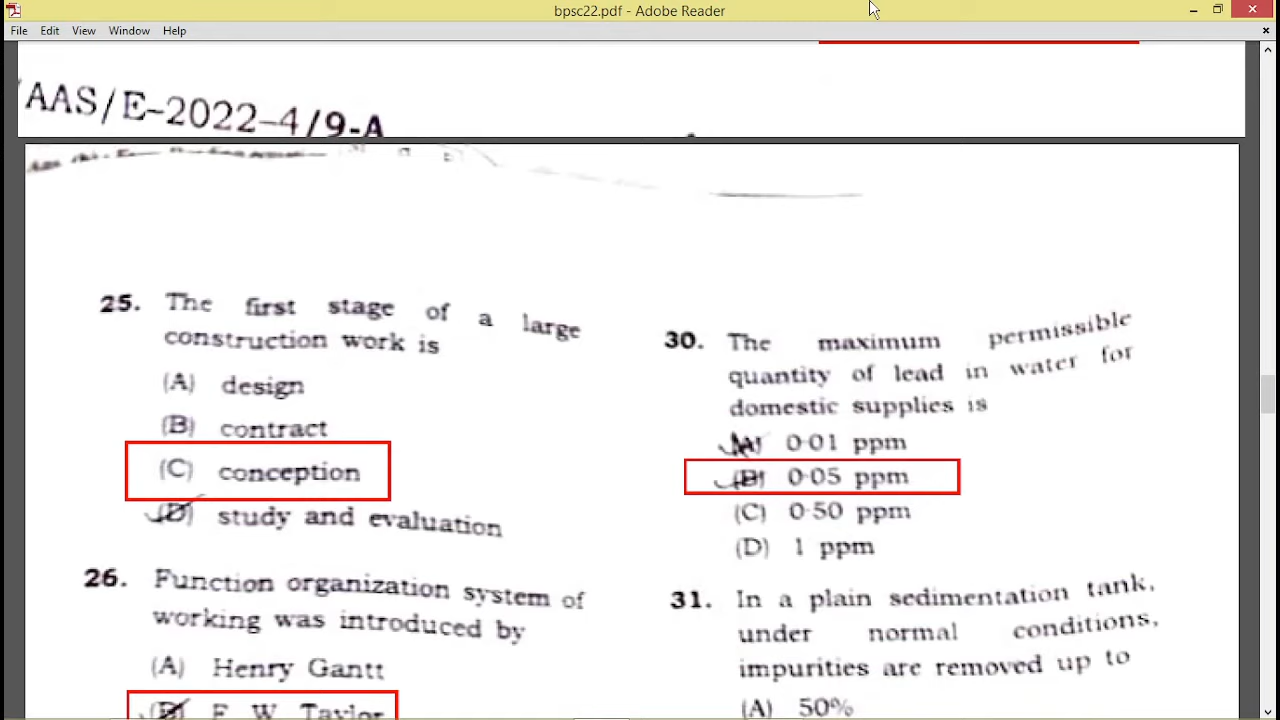 bpsc22.pdf - Adobe Reader
File Edit View Window Help
AAS/E-2022-4/9-A
25. The first stage of a large
construction work is
(A) design
(B) contract
(C) conception
(D) study and evaluation
26. Function organization system of
working was introduced by
(A) Henry Gantt
(B) F. W. Taylor
30. The maximum permissible
quantity of lead in water for
domestic supplies is
(A) 0·01 ppm
(B) 0·05 ppm
(C) 0·50 ppm
(D) 1 ppm
31. In a plain sedimentation tank,
under normal conditions,
impurities are removed up to
(A) 50%